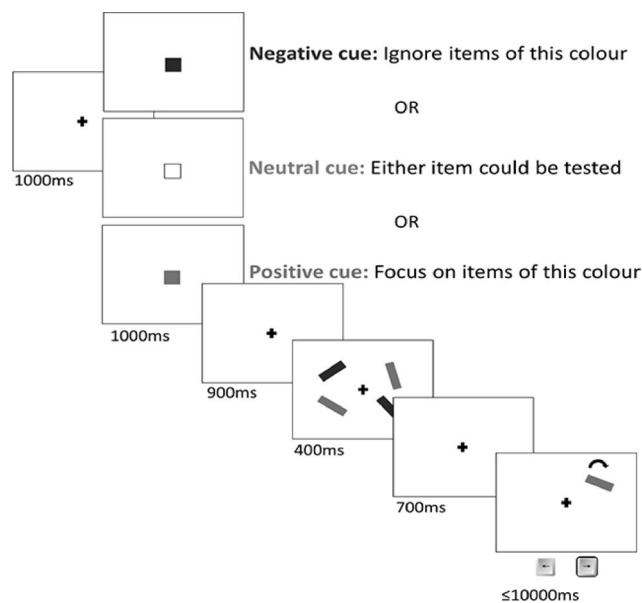 Negative cue: Ignore items of this colour
OR
1000ms
Neutral cue: Either item could be tested
OR
Positive cue: Focus on items of this colour
1000ms
900ms
400ms
700ms
≤10000ms